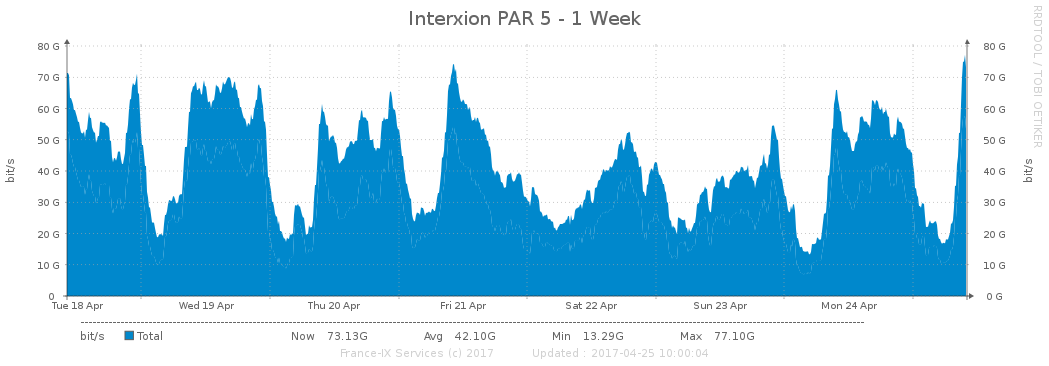 Interxion PAR 5 - 1 Week
RRDTOOL / TOBI OETIKER
80 G 80 G
70 G 70 G
60 G 60 G
50 G 50 G
40 G 40 G
30 G 30 G
20 G 20 G
10 G 10 G
0 0 G
bit/s
bit/s
Tue 18 Apr Wed 19 Apr Thu 20 Apr Fri 21 Apr Sat 22 Apr Sun 23 Apr Mon 24 Apr
bit/s Total Now 73.13G Avg 42.10G Min 13.29G Max 77.10G
France-IX Services (c) 2017 Updated : 2017-04-25 10:00:04